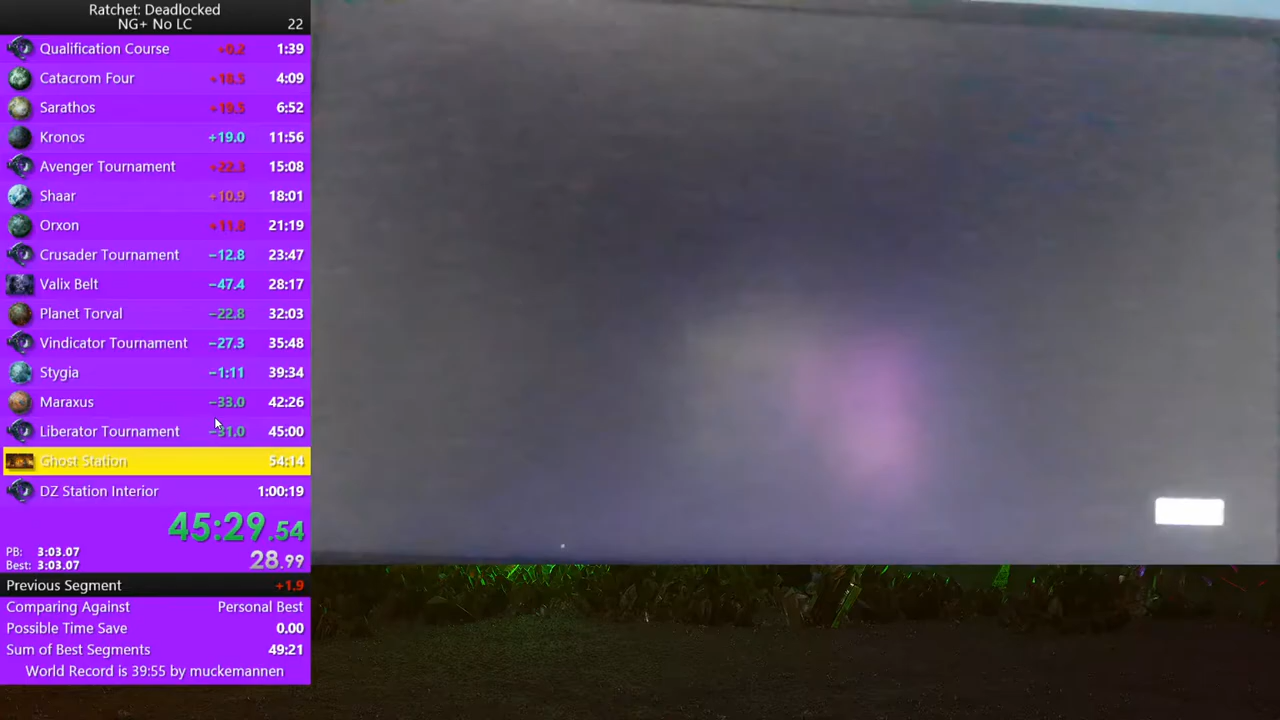 Ratchet: Deadlocked
NG+ No LC 22
Qualification Course +0.2 1:39
Catacrom Four +18.5 4:09
Sarathos +19.5 6:52
Kronos +19.0 11:56
Avenger Tournament +22.3 15:08
Shaar +10.9 18:01
Orxon +11.8 21:19
Crusader Tournament −12.8 23:47
Valix Belt −47.4 28:17
Planet Torval −22.8 32:03
Vindicator Tournament −27.3 35:48
Stygia −1:11 39:34
Maraxus −33.0 42:26
Liberator Tournament −31.0 45:00
Ghost Station 54:14
DZ Station Interior 1:00:19
45:29.54
PB: 3:03.07
Best: 3:03.07 28.99
Previous Segment +1.9
Comparing Against Personal Best
Possible Time Save 0.00
Sum of Best Segments 49:21
World Record is 39:55 by muckemannen